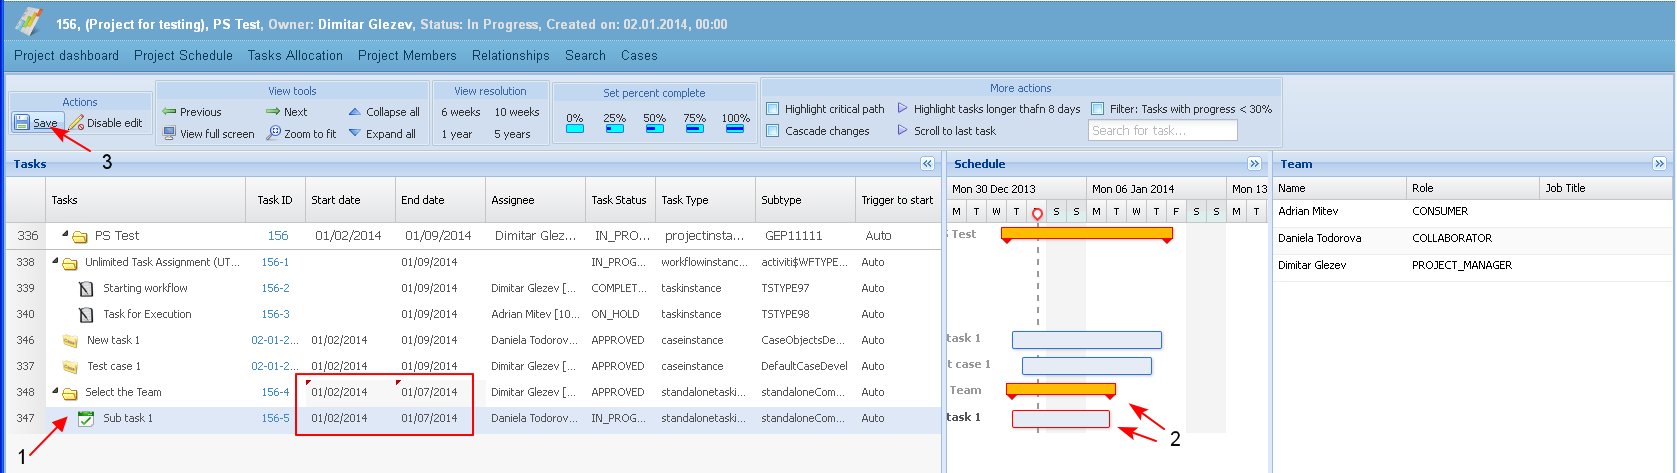 156, (Project for testing), PS Test, Owner: Dimitar Glezev, Status: In Progress, Created on: 02.01.2014, 00:00
Project dashboard Project Schedule Tasks Allocation Project Members Relationships Search Cases
Actions
Save Disable edit
3
View tools
Previous Next Collapse all
View full screen Zoom to fit Expand all
View resolution
6 weeks 10 weeks
1 year 5 years
Set percent complete
0% 25% 50% 75% 100%
More actions
Highlight critical path Highlight tasks longer thafn 8 days Filter: Tasks with progress < 30%
Cascade changes Scroll to last task Search for task...
Tasks
Tasks Task ID Start date End date Assignee Task Status Task Type Subtype Trigger to start
336 PS Test 156 01/02/2014 01/09/2014 Dimitar Glez... IN_PRO... projectinsta... GEP11111 Auto
338 Unlimited Task Assignment (UT... 156-1 01/09/2014 IN_PROG... workflowinstanc... activiti$WFTYPE... Auto
339 Starting workflow 156-2 01/09/2014 Dimitar Glezev [... COMPLET... taskinstance TSTYPE97 Auto
340 Task for Execution 156-3 01/09/2014 Adrian Mitev [10... ON_HOLD taskinstance TSTYPE98 Auto
346 New task 1 02-01-2... 01/02/2014 01/09/2014 Daniela Todorov... APPROVED caseinstance CaseObjectsDe... Auto
337 Test case 1 02-01-2... 01/02/2014 01/09/2014 Dimitar Glezev [... APPROVED caseinstance DefaultCaseDevel Auto
348 Select the Team 156-4 01/02/2014 01/07/2014 Dimitar Glezev [... APPROVED standalonetaski... standaloneCom... Auto
347 Sub task 1 156-5 01/02/2014 01/07/2014 Daniela Todorov... IN_PROG... standalonetaski... standaloneCom... Auto
1
Schedule
Mon 30 Dec 2013 Mon 06 Jan 2014 Mon 13
M T W T S S M T W T F S S M T
Test
task 1
t case 1
Team
task 1
2
Team
Name Role Job Title
Adrian Mitev CONSUMER
Daniela Todorova COLLABORATOR
Dimitar Glezev PROJECT_MANAGER